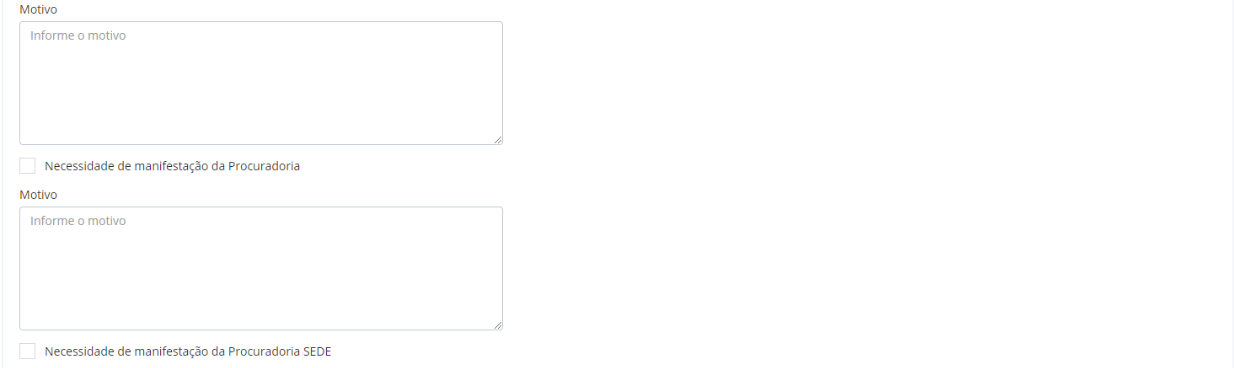 Motivo
Informe o motivo
Necessidade de manifestação da Procuradoria
Motivo
Informe o motivo
Necessidade de manifestação da Procuradoria SEDE